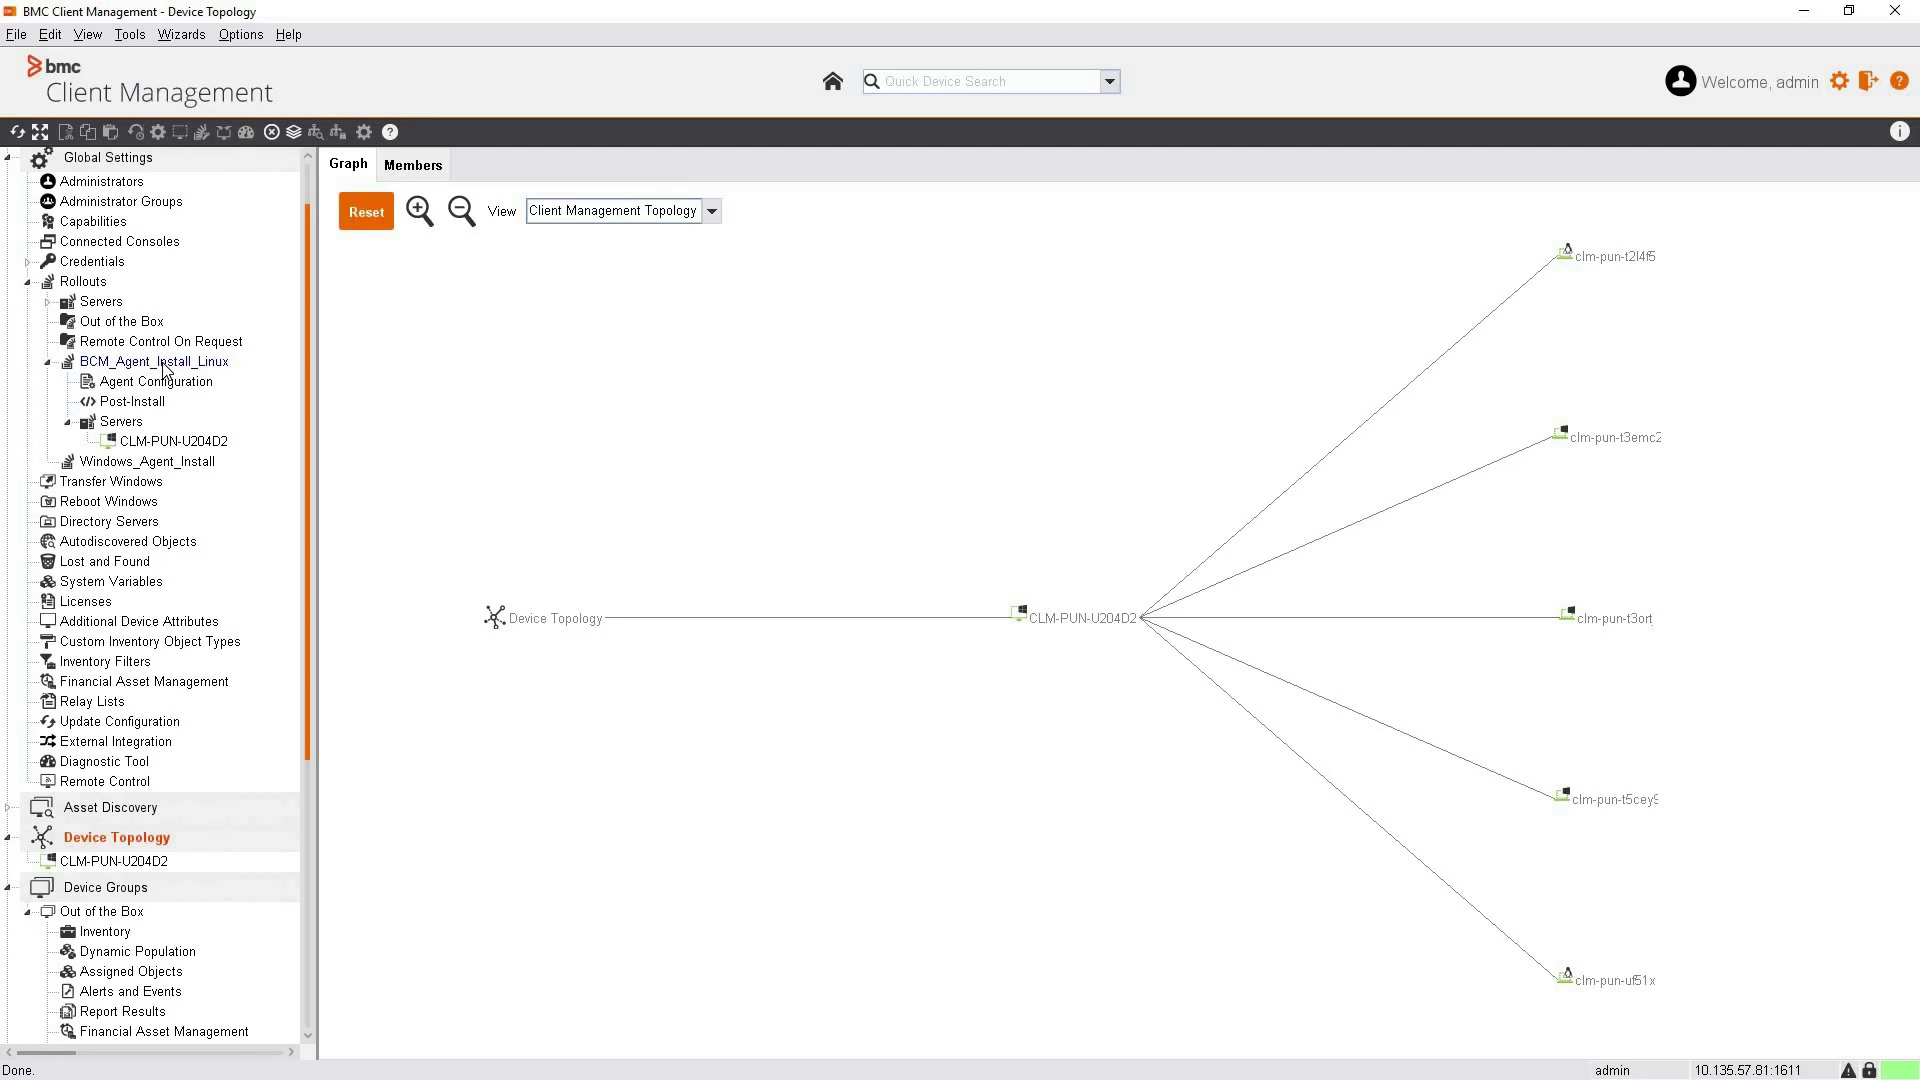 BMC Client Management - Device Topology
File Edit View Tools Wizards Options Help
bmc
Client Management
Quick Device Search
Welcome, admin
Global Settings
Administrators
Administrator Groups
Capabilities
Connected Consoles
Credentials
Rollouts
Servers
Out of the Box
Remote Control On Request
BCM_Agent_Install_Linux
Agent Configuration
Post-Install
Servers
CLM-PUN-U204D2
Windows_Agent_Install
Transfer Windows
Reboot Windows
Directory Servers
Autodiscovered Objects
Lost and Found
System Variables
Licenses
Additional Device Attributes
Custom Inventory Object Types
Inventory Filters
Financial Asset Management
Relay Lists
Update Configuration
External Integration
Diagnostic Tool
Remote Control
Asset Discovery
Device Topology
CLM-PUN-U204D2
Device Groups
Out of the Box
Inventory
Dynamic Population
Assigned Objects
Alerts and Events
Report Results
Financial Asset Management
Graph Members
Reset View Client Management Topology
clm-pun-t2l4f5
clm-pun-t3emc2
Device Topology CLM-PUN-U204D2 clm-pun-t3ort
clm-pun-t5cey9
clm-pun-uf51x
Done. admin 10.135.57.81:1611